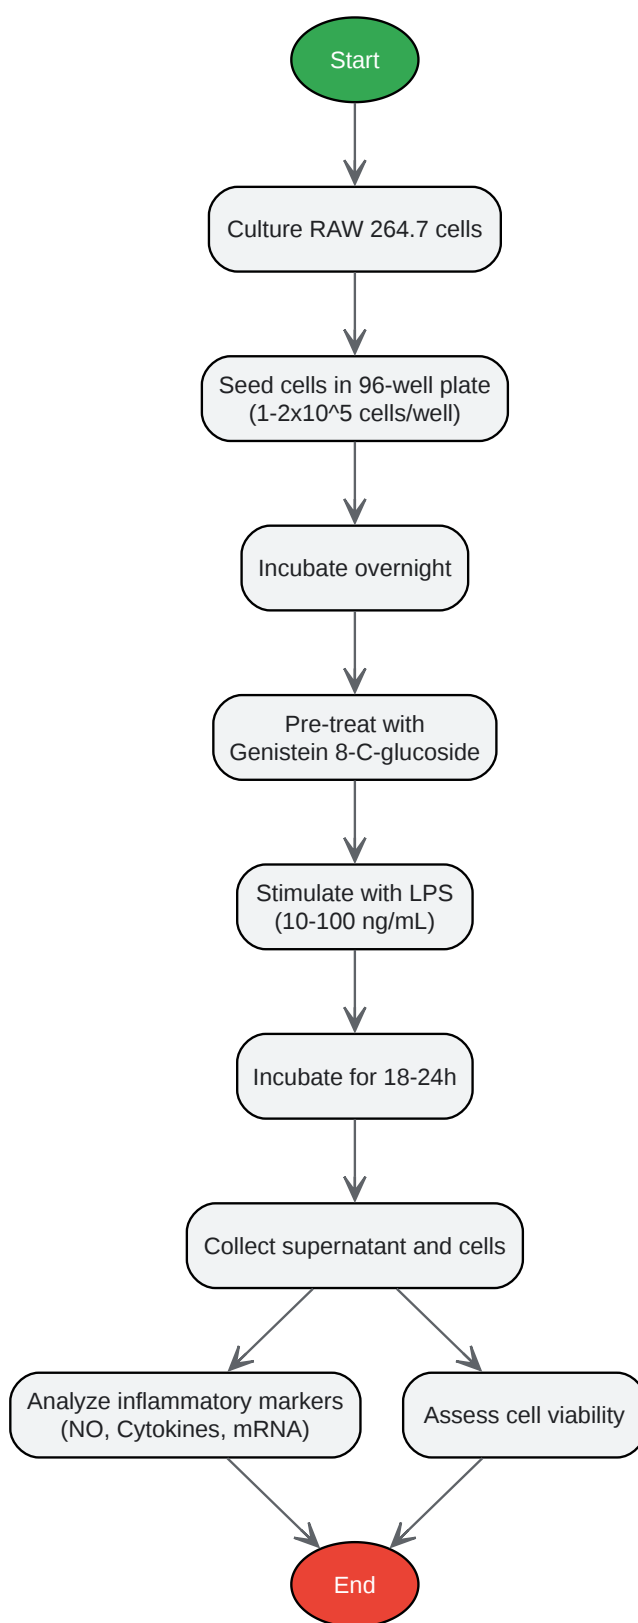 Start
Culture RAW 264.7 cells
Seed cells in 96-well plate
(1-2x10^5 cells/well)
Incubate overnight
Pre-treat with
Genistein 8-C-glucoside
Stimulate with LPS
(10-100 ng/mL)
Incubate for 18-24h
Collect supernatant and cells
Analyze inflammatory markers
(NO, Cytokines, mRNA)
Assess cell viability
End